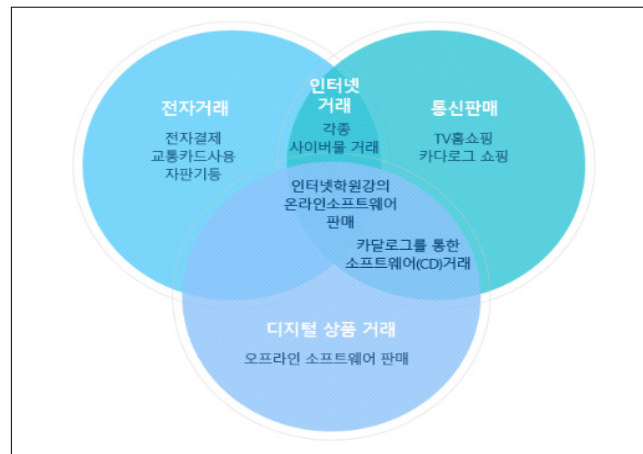 전자거래
전자결제
교통카드사용
자판기등
인터넷
거래
각종
사이버몰 거래
통신판매
TV홈쇼핑
카다로그 쇼핑
인터넷학원강의
온라인소프트웨어
판매
카달로그를 통한
소프트웨어(CD)거래
디지털 상품 거래
오프라인 소프트웨어 판매